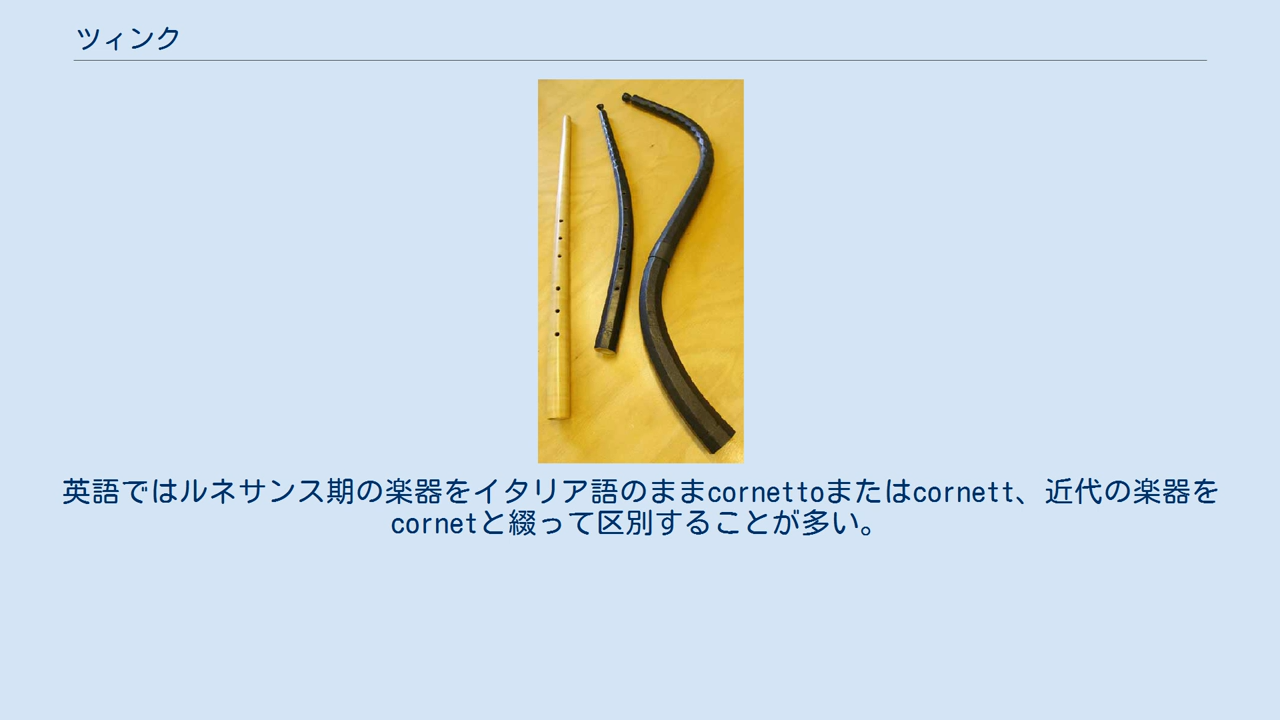 ツィンク
英語ではルネサンス期の楽器をイタリア語のままcornettoまたはcornett、近代の楽器を
cornetと綴って区別することが多い。